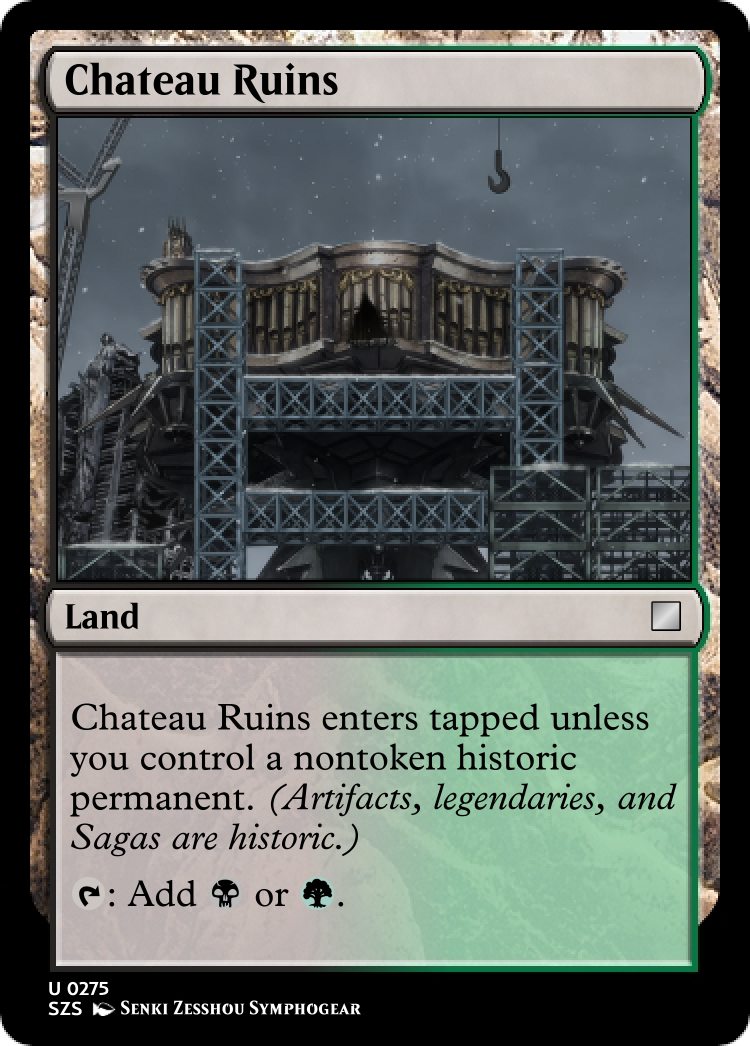 Chateau Ruins
Land
Chateau Ruins enters tapped unless
you control a nontoken historic
permanent. (Artifacts, legendaries, and
Sagas are historic.)
: Add or .
U 0275
SZS SENKI ZESSHOU SYMPHOGEAR